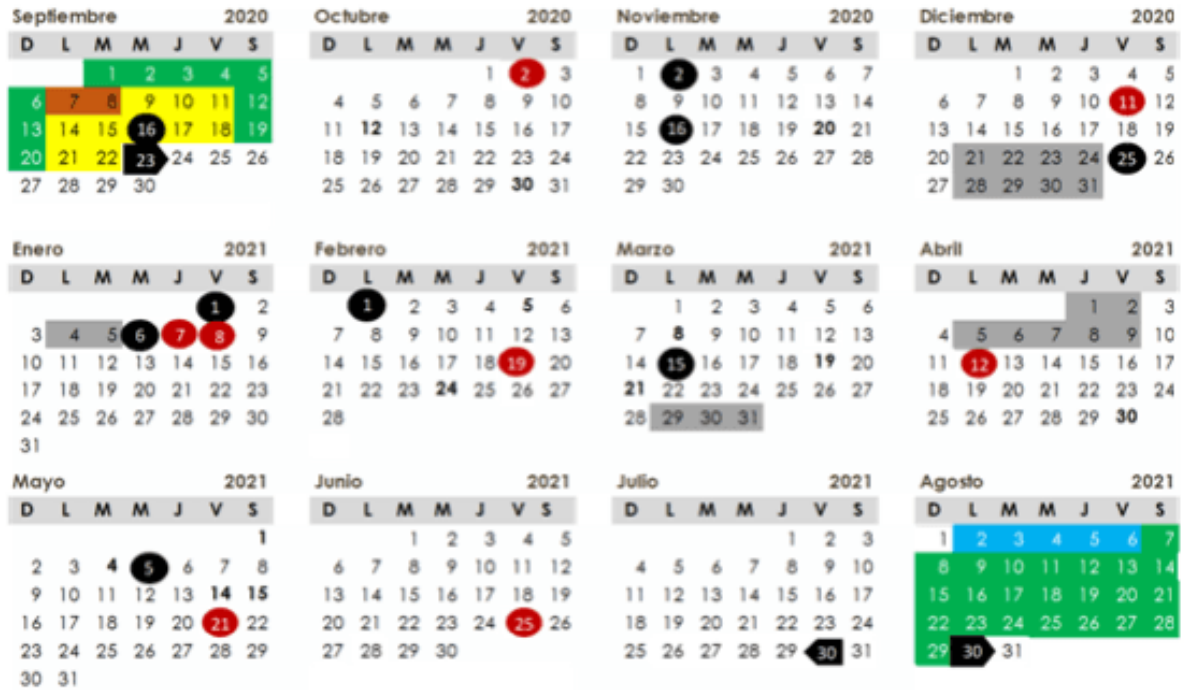 Septiembre 2020
D L M M J V S
1 2 3 4 5
6 7 8 9 10 11 12
13 14 15 16 17 18 19
20 21 22 23 24 25 26
27 28 29 30
Octubre 2020
D L M M J V S
1 2 3
4 5 6 7 8 9 10
11 12 13 14 15 16 17
18 19 20 21 22 23 24
25 26 27 28 29 30 31
Noviembre 2020
D L M M J V S
1 2 3 4 5 6 7
8 9 10 11 12 13 14
15 16 17 18 19 20 21
22 23 24 25 26 27 28
29 30
Diciembre 2020
D L M M J V S
1 2 3 4 5
6 7 8 9 10 11 12
13 14 15 16 17 18 19
20 21 22 23 24 25 26
27 28 29 30 31
Enero 2021
D L M M J V S
1 2
3 4 5 6 7 8 9
10 11 12 13 14 15 16
17 18 19 20 21 22 23
24 25 26 27 28 29 30
31
Febrero 2021
D L M M J V S
1 2 3 4 5 6
7 8 9 10 11 12 13
14 15 16 17 18 19 20
21 22 23 24 25 26 27
28
Marzo 2021
D L M M J V S
1 2 3 4 5 6
7 8 9 10 11 12 13
14 15 16 17 18 19 20
21 22 23 24 25 26 27
28 29 30 31
Abril 2021
D L M M J V S
1 2 3
4 5 6 7 8 9 10
11 12 13 14 15 16 17
18 19 20 21 22 23 24
25 26 27 28 29 30
Mayo 2021
D L M M J V S
1
2 3 4 5 6 7 8
9 10 11 12 13 14 15
16 17 18 19 20 21 22
23 24 25 26 27 28 29
30 31
Junio 2021
D L M M J V S
1 2 3 4 5
6 7 8 9 10 11 12
13 14 15 16 17 18 19
20 21 22 23 24 25 26
27 28 29 30
Julio 2021
D L M M J V S
1 2 3
4 5 6 7 8 9 10
11 12 13 14 15 16 17
18 19 20 21 22 23 24
25 26 27 28 29 30 31
Agosto 2021
D L M M J V S
1 2 3 4 5 6 7
8 9 10 11 12 13 14
15 16 17 18 19 20 21
22 23 24 25 26 27 28
29 30 31